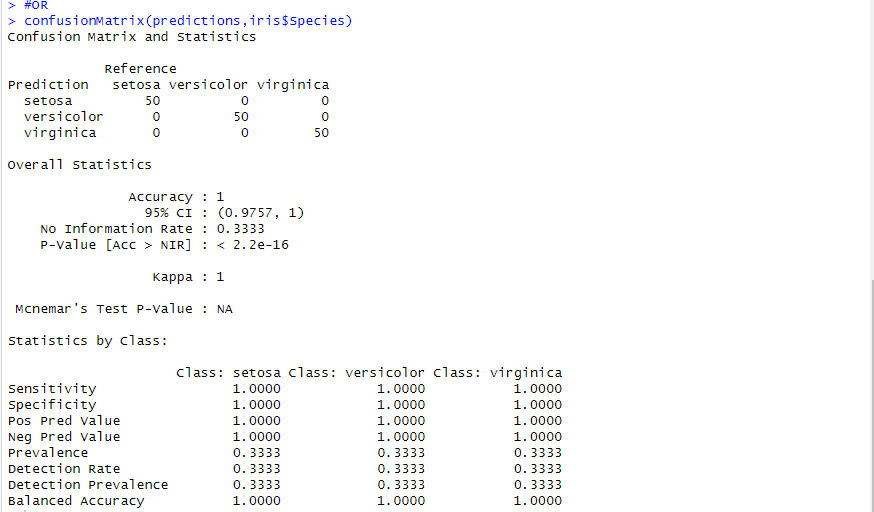 > #OR
> confusionMatrix(predictions,iris$Species)
Confusion Matrix and Statistics
Reference
Prediction setosa versicolor virginica
setosa 50 0 0
versicolor 0 50 0
virginica 0 0 50
Overall Statistics
Accuracy : 1
95% CI : (0.9757, 1)
No Information Rate : 0.3333
P-Value [Acc > NIR] : < 2.2e-16
Kappa : 1
Mcnemar's Test P-Value : NA
Statistics by Class:
Class: setosa Class: versicolor Class: virginica
Sensitivity 1.0000 1.0000 1.0000
Specificity 1.0000 1.0000 1.0000
Pos Pred Value 1.0000 1.0000 1.0000
Neg Pred Value 1.0000 1.0000 1.0000
Prevalence 0.3333 0.3333 0.3333
Detection Rate 0.3333 0.3333 0.3333
Detection Prevalence 0.3333 0.3333 0.3333
Balanced Accuracy 1.0000 1.0000 1.0000